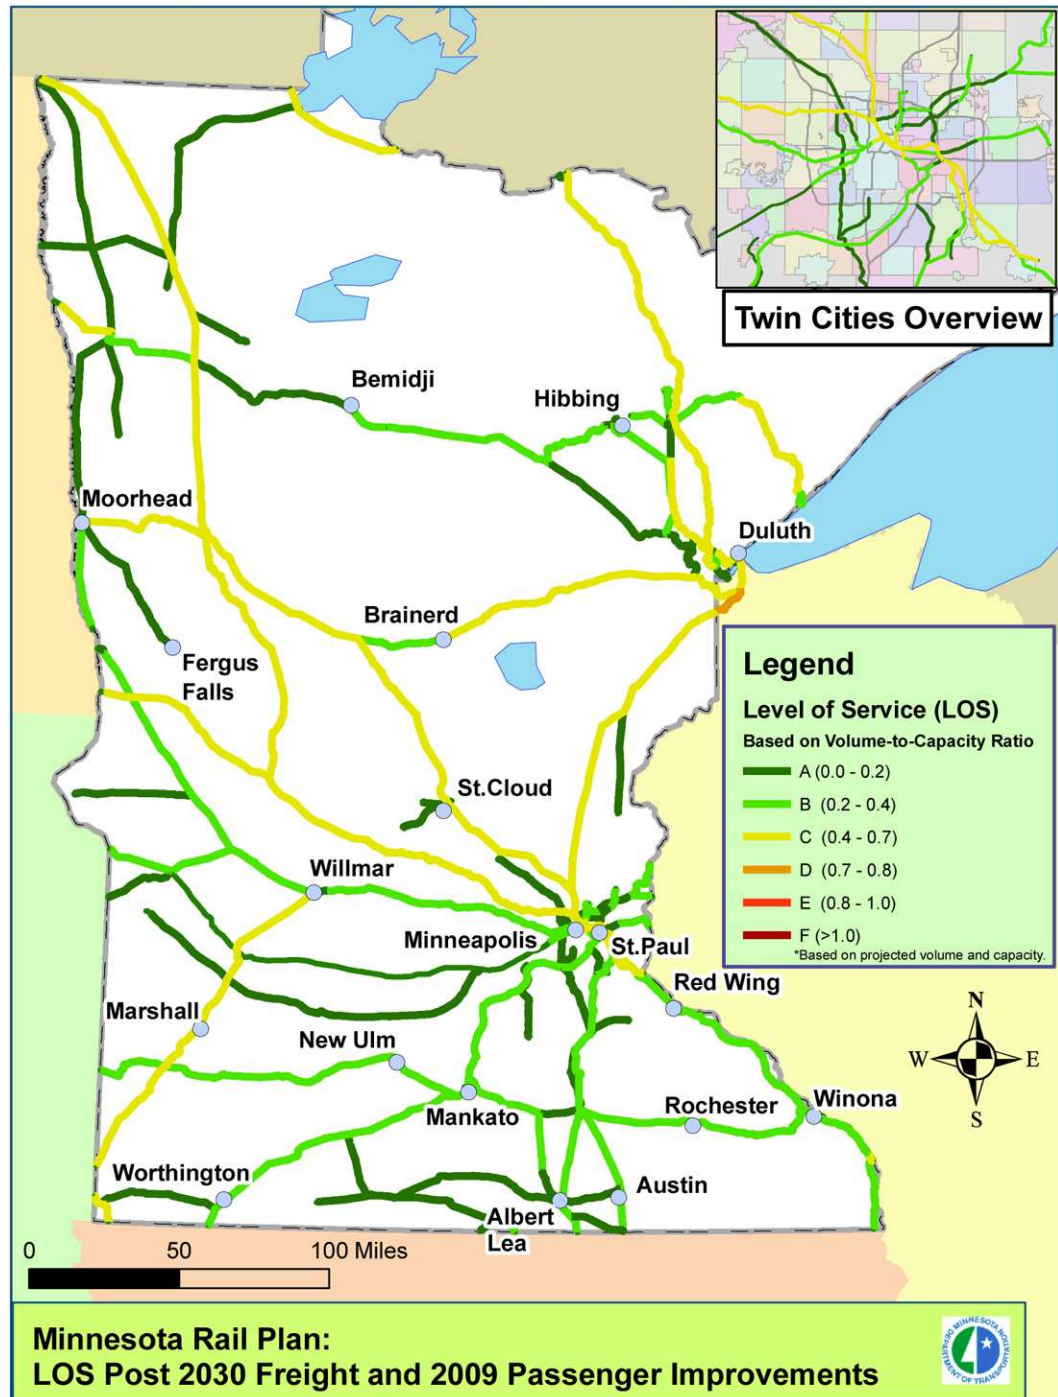 Twin Cities Overview
Bemidji
Hibbing
Moorhead
Duluth
Brainerd
Fergus
Falls
Legend
Level of Service (LOS)
Based on Volume-to-Capacity Ratio
A (0.0 - 0.2)
B (0.2 - 0.4)
C (0.4 - 0.7)
D (0.7 - 0.8)
E (0.8 - 1.0)
F (>1.0)
*Based on projected volume and capacity.
St.Cloud
Willmar
Minneapolis
St.Paul
Red Wing
Marshall
New Ulm
Mankato
Rochester
Winona
Worthington
Albert
Lea
Austin
N
W
E
S
0 50 100 Miles
Minnesota Rail Plan:
LOS Post 2030 Freight and 2009 Passenger Improvements
MINNESOTA DEPARTMENT OF TRANSPORTATION